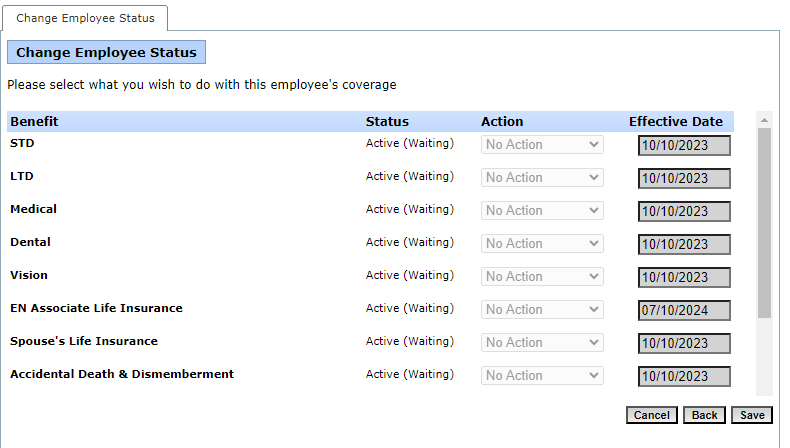 Change Employee Status
Change Employee Status
Please select what you wish to do with this employee's coverage
Benefit Status Action Effective Date
STD Active (Waiting) No Action 10/10/2023
LTD Active (Waiting) No Action 10/10/2023
Medical Active (Waiting) No Action 10/10/2023
Dental Active (Waiting) No Action 10/10/2023
Vision Active (Waiting) No Action 10/10/2023
EN Associate Life Insurance Active (Waiting) No Action 07/10/2024
Spouse's Life Insurance Active (Waiting) No Action 10/10/2023
Accidental Death & Dismemberment Active (Waiting) No Action 10/10/2023
Cancel Back Save